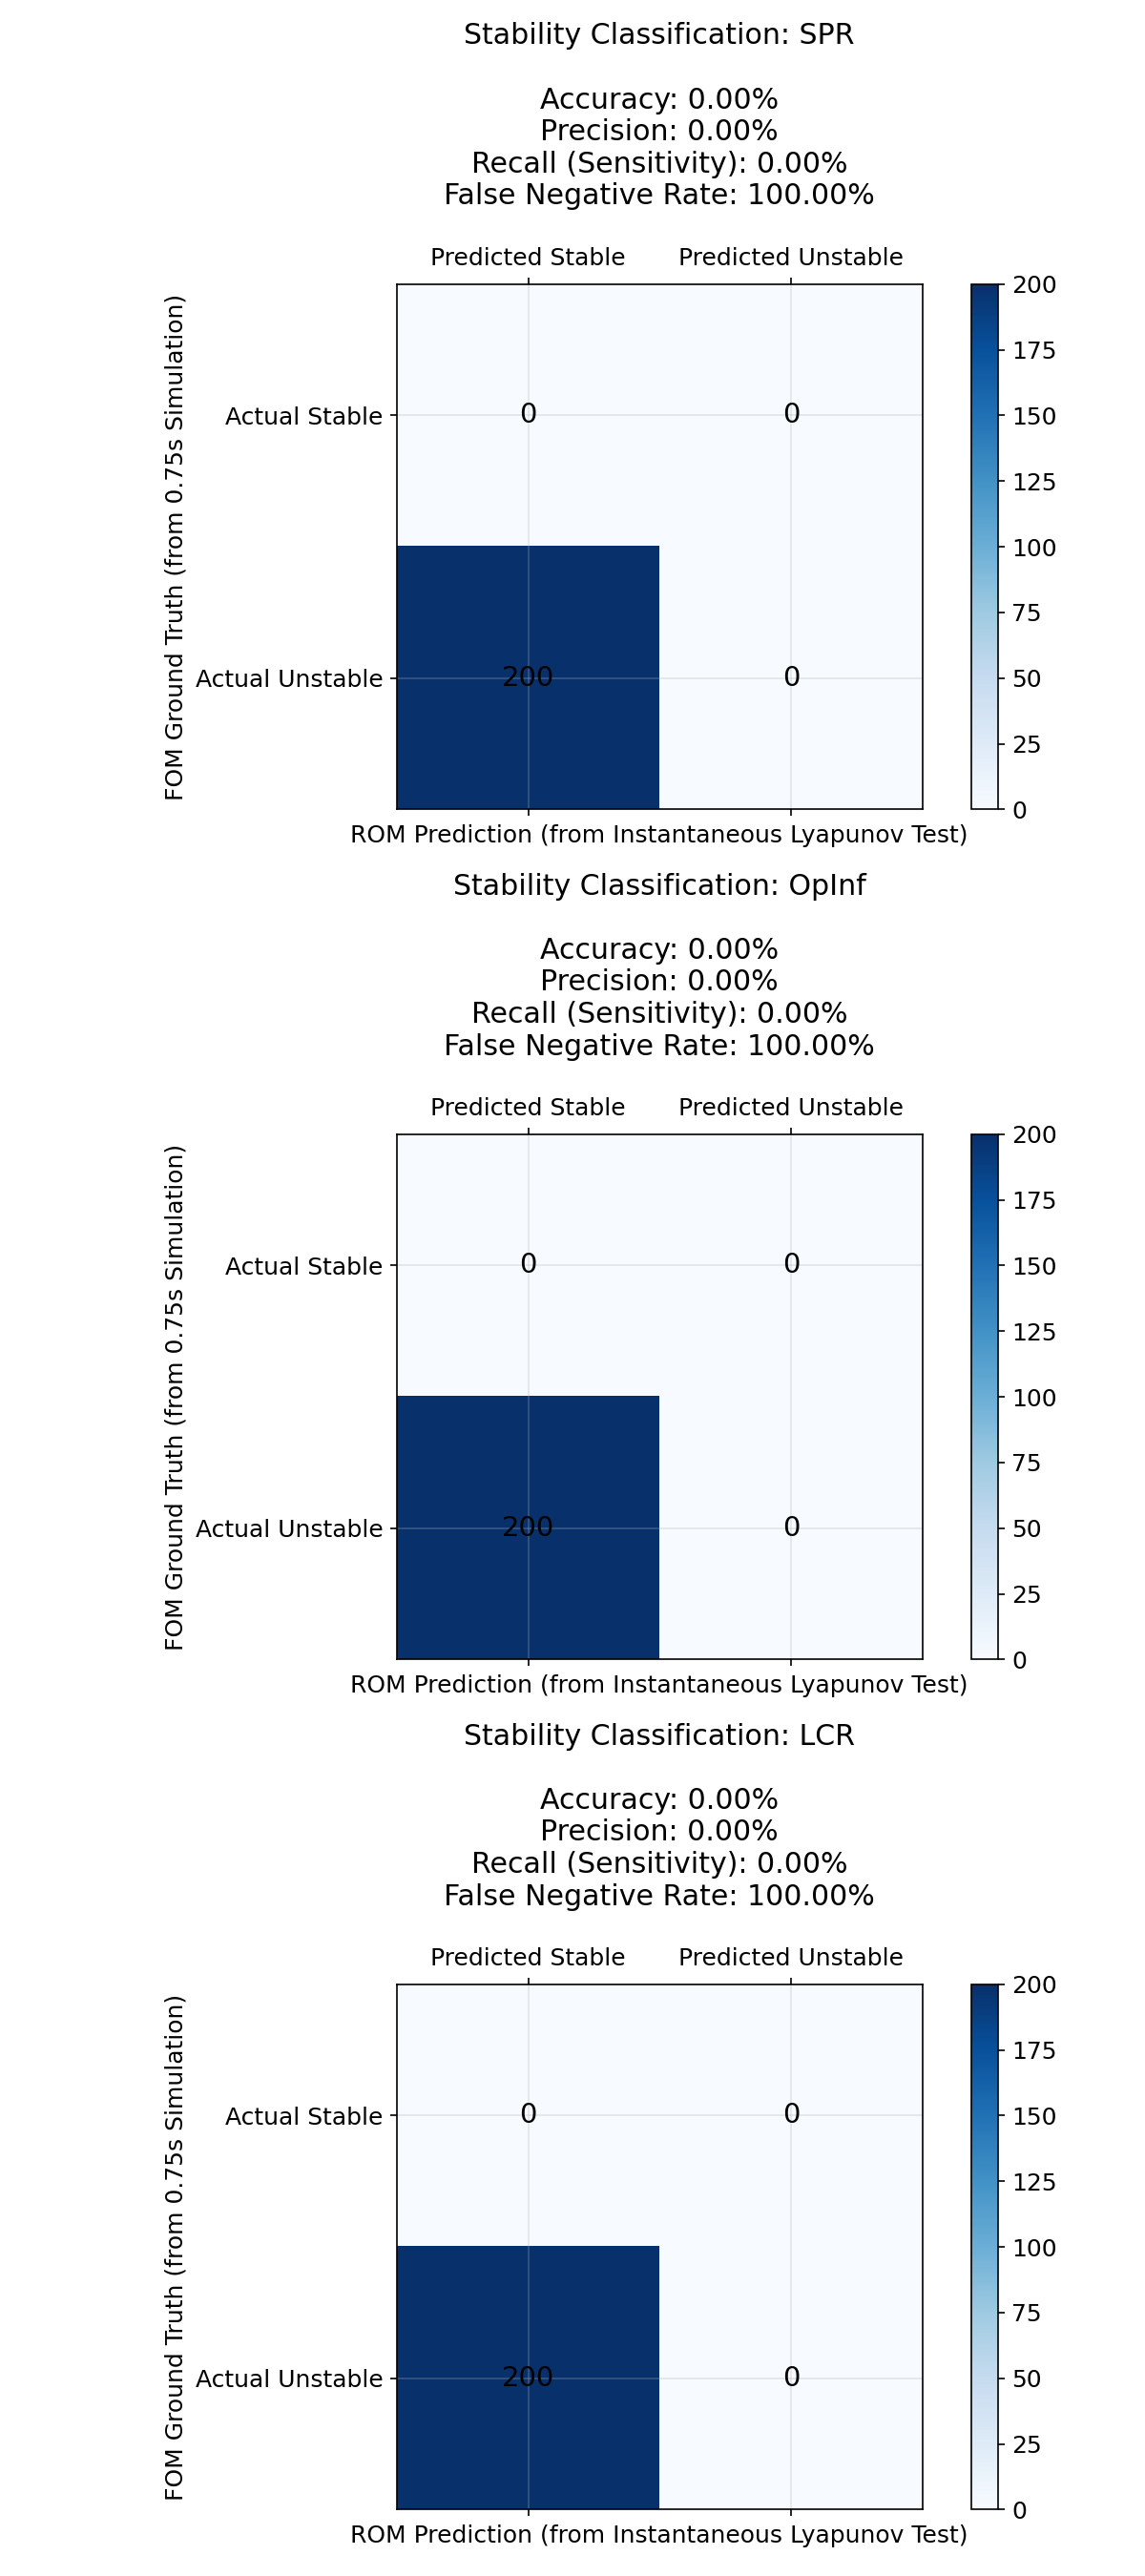 Stability Classification: SPR
Accuracy: 0.00%
Precision: 0.00%
Recall (Sensitivity): 0.00%
False Negative Rate: 100.00%
Predicted Stable Predicted Unstable
FOM Ground Truth (from 0.75s Simulation)
Actual Stable
Actual Unstable
0 0
200 0
200
175
150
125
100
75
50
25
0
ROM Prediction (from Instantaneous Lyapunov Test)
Stability Classification: OpInf
Accuracy: 0.00%
Precision: 0.00%
Recall (Sensitivity): 0.00%
False Negative Rate: 100.00%
Predicted Stable Predicted Unstable
FOM Ground Truth (from 0.75s Simulation)
Actual Stable
Actual Unstable
0 0
200 0
200
175
150
125
100
75
50
25
0
ROM Prediction (from Instantaneous Lyapunov Test)
Stability Classification: LCR
Accuracy: 0.00%
Precision: 0.00%
Recall (Sensitivity): 0.00%
False Negative Rate: 100.00%
Predicted Stable Predicted Unstable
FOM Ground Truth (from 0.75s Simulation)
Actual Stable
Actual Unstable
0 0
200 0
200
175
150
125
100
75
50
25
0
ROM Prediction (from Instantaneous Lyapunov Test)